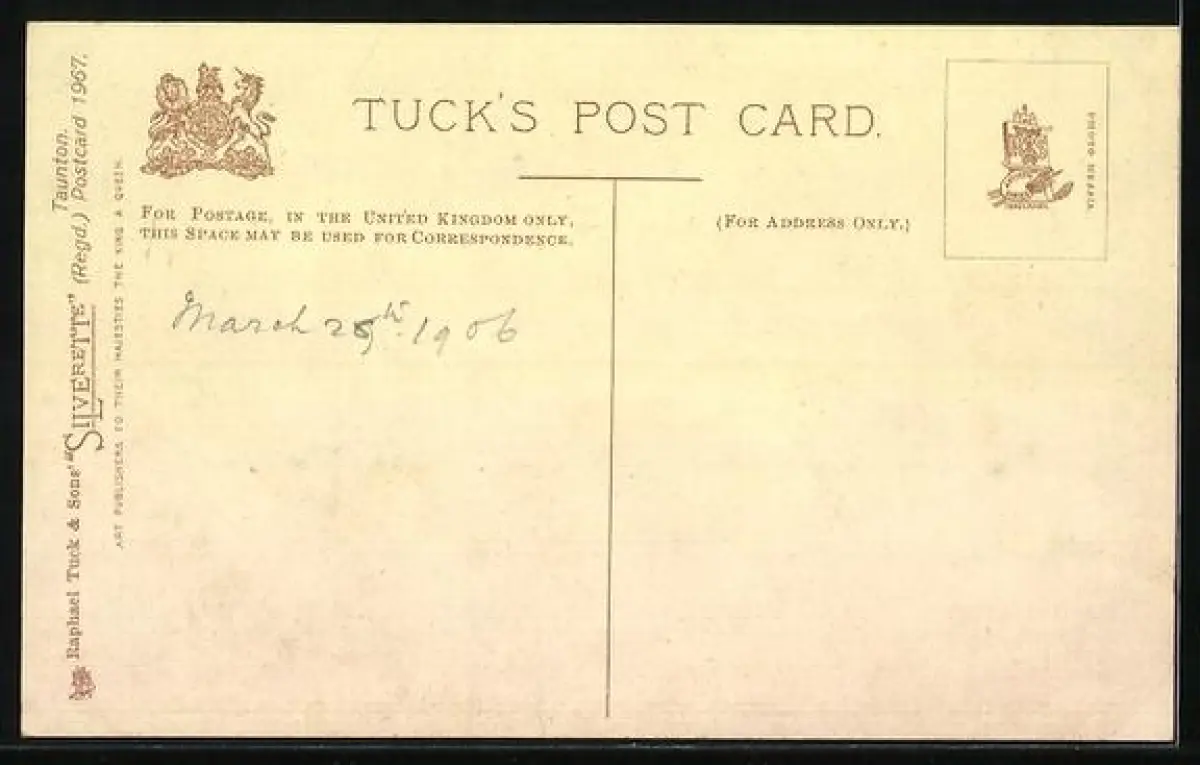 TUCK'S POST CARD.
FOR POSTAGE, IN THE UNITED KINGDOM ONLY,
THIS SPACE MAY BE USED FOR CORRESPONDENCE.
(FOR ADDRESS ONLY.)
March 1906
Taunton.
Raphael Tuck & Sons' "SILVERETTE" (Regd.) Postcard 1967.
ART PUBLISHERS TO THEIR MAJESTIES THE KING & QUEEN.